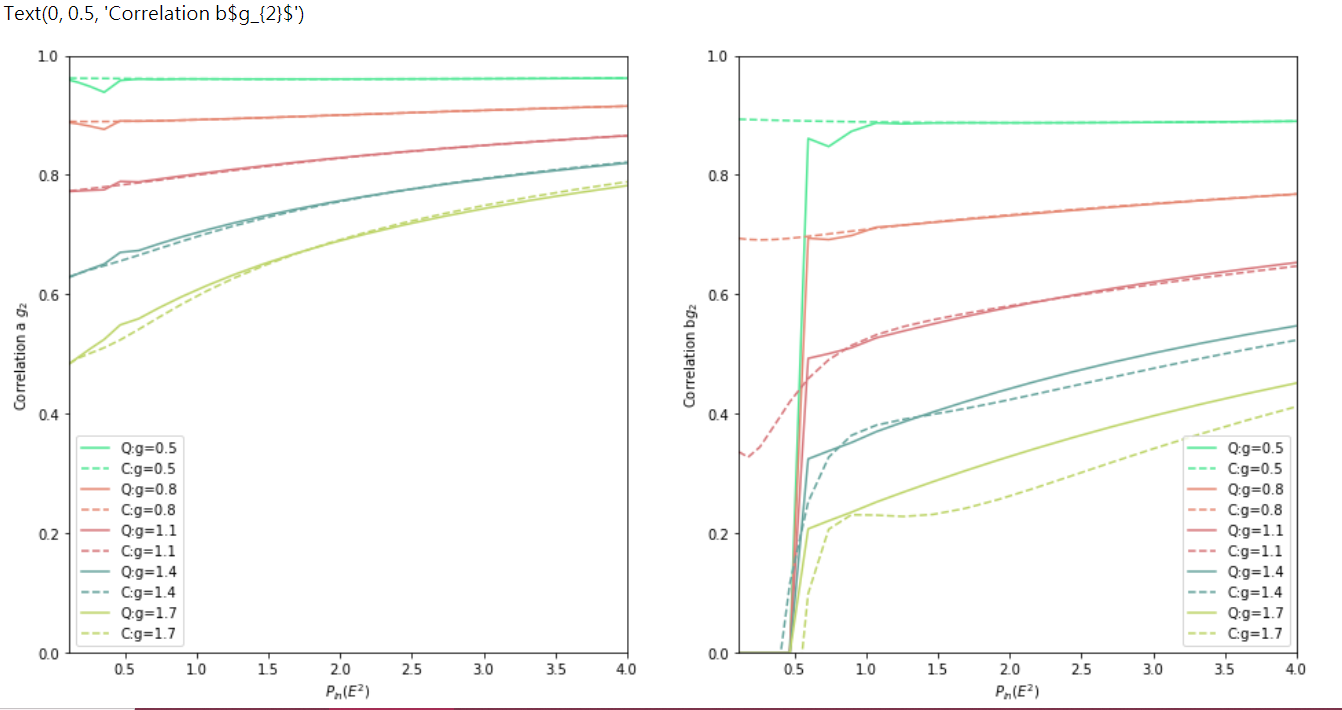 Text(0, 0.5, 'Correlation b$g_{2}$')
1.0
0.8
0.6
0.4
0.2
0.0
Correlation a g₂
0.5 1.0 1.5 2.0 2.5 3.0 3.5 4.0
Pᵢₙ(E²)
Q:g=0.5
C:g=0.5
Q:g=0.8
C:g=0.8
Q:g=1.1
C:g=1.1
Q:g=1.4
C:g=1.4
Q:g=1.7
C:g=1.7
1.0
0.8
0.6
0.4
0.2
0.0
Correlation bg₂
0.5 1.0 1.5 2.0 2.5 3.0 3.5 4.0
Pᵢₙ(E²)
Q:g=0.5
C:g=0.5
Q:g=0.8
C:g=0.8
Q:g=1.1
C:g=1.1
Q:g=1.4
C:g=1.4
Q:g=1.7
C:g=1.7